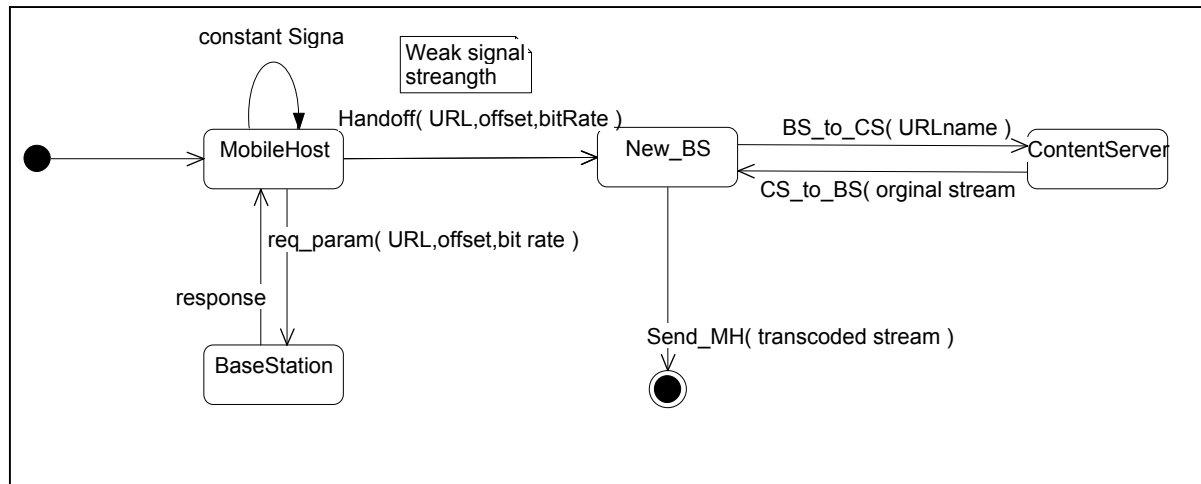 constant Signa
Weak signal
streangth
Handoff( URL,offset,bitRate )
MobileHost
New_BS
BS_to_CS( URLname )
ContentServer
CS_to_BS( orginal stream
req_param( URL,offset,bit rate )
response
BaseStation
Send_MH( transcoded stream )